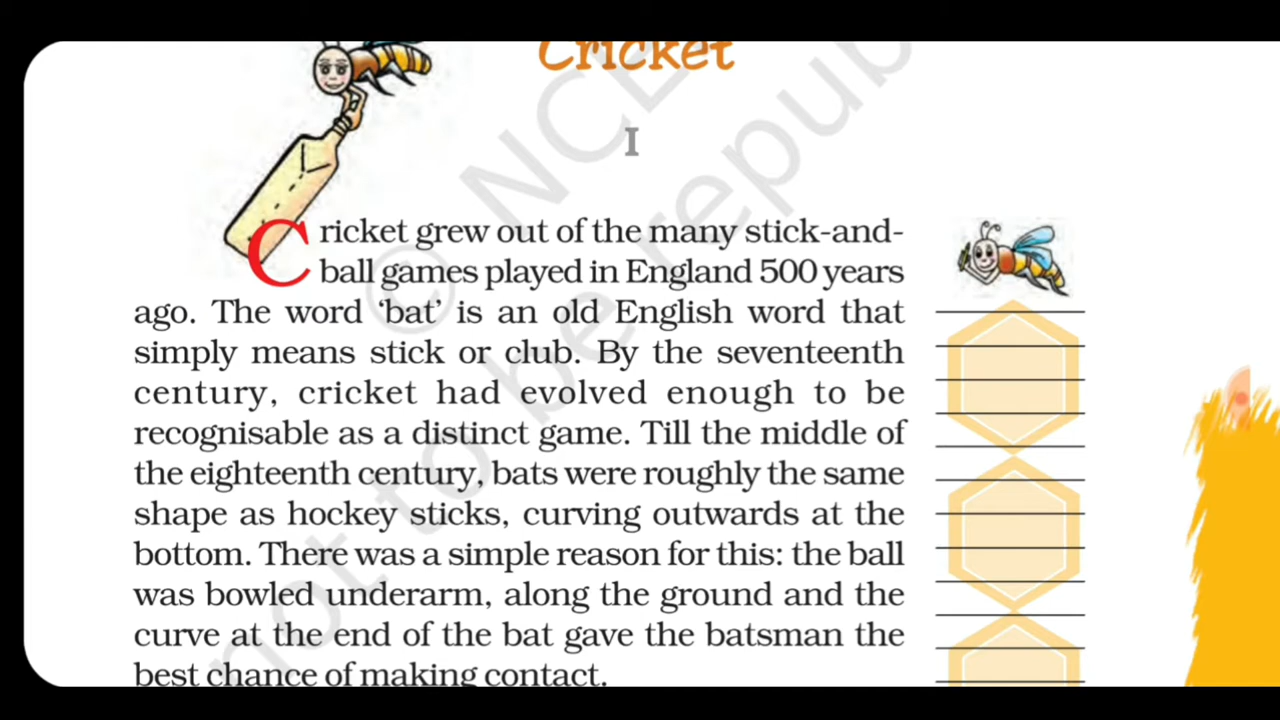 Cricket
I
Cricket grew out of the many stick-and-
ball games played in England 500 years
ago. The word ‘bat’ is an old English word that
simply means stick or club. By the seventeenth
century, cricket had evolved enough to be
recognisable as a distinct game. Till the middle of
the eighteenth century, bats were roughly the same
shape as hockey sticks, curving outwards at the
bottom. There was a simple reason for this: the ball
was bowled underarm, along the ground and the
curve at the end of the bat gave the batsman the
best chance of making contact.
© NCE
not to be repub